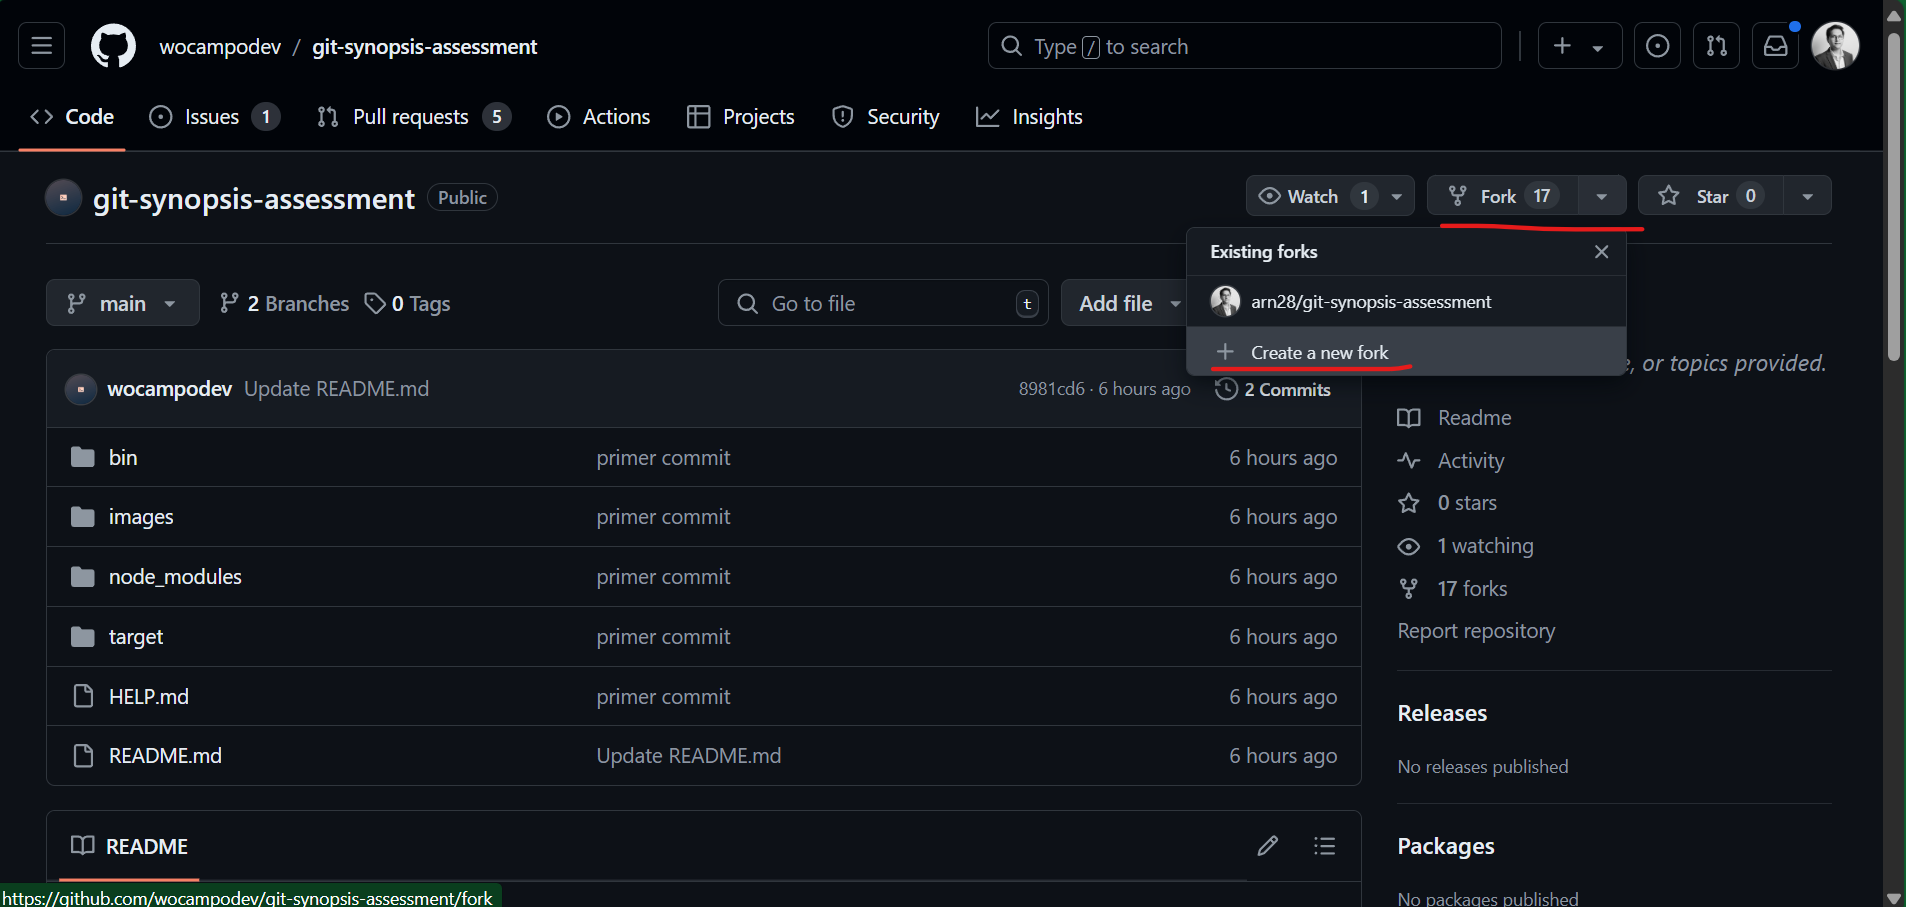 wocampodev / git-synopsis-assessment
Type / to search
Code
Issues 1
Pull requests 5
Actions
Projects
Security
Insights
git-synopsis-assessment Public
Watch 1
Fork 17
Star 0
Existing forks
arn28/git-synopsis-assessment
Create a new fork
main
2 Branches
0 Tags
Go to file t
Add file
, or topics provided.
wocampodev Update README.md
8981cd6 · 6 hours ago
2 Commits
bin primer commit 6 hours ago
images primer commit 6 hours ago
node_modules primer commit 6 hours ago
target primer commit 6 hours ago
HELP.md primer commit 6 hours ago
README.md Update README.md 6 hours ago
Readme
Activity
0 stars
1 watching
17 forks
Report repository
Releases
No releases published
README
Packages
No packages published
https://github.com/wocampodev/git-synopsis-assessment/fork